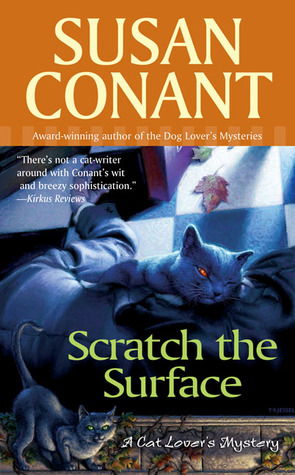 SUSAN
CONANT
Award-winning author of the Dog Lover's Mysteries
"There's not a cat-writer
around with Conant's wit
and breezy sophistication."
—Kirkus Reviews
Scratch the
Surface
A Cat Lover's Mystery